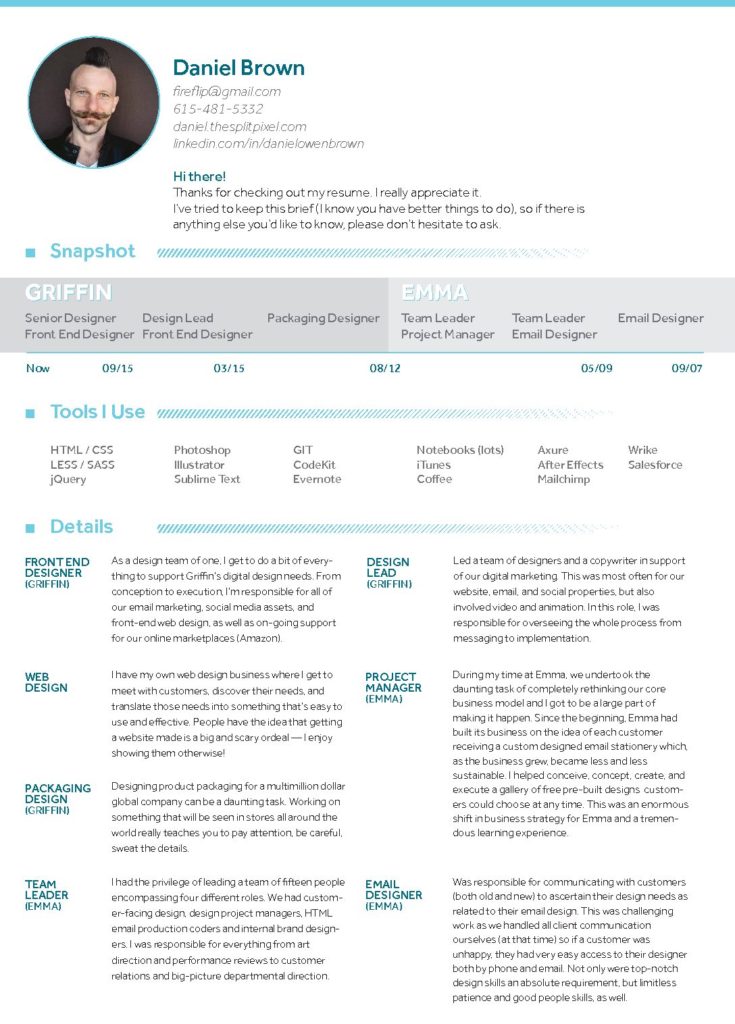 Daniel Brown
fireflip@gmail.com
615-481-5332
daniel.thesplitpixel.com
linkedin.com/in/danielowenbrown
Hi there!
Thanks for checking out my resume. I really appreciate it.
I've tried to keep this brief (I know you have better things to do), so if there is
anything else you'd like to know, please don't hesitate to ask.
Snapshot
GRIFFIN
Senior Designer
Front End Designer
Design Lead
Front End Designer
Packaging Designer
EMMA
Team Leader
Project Manager
Team Leader
Email Designer
Email Designer
Now 09/15 03/15 08/12 05/09 09/07
Tools I Use
HTML / CSS
LESS / SASS
jQuery
Photoshop
Illustrator
Sublime Text
GIT
CodeKit
Evernote
Notebooks (lots)
iTunes
Coffee
Axure
After Effects
Mailchimp
Wrike
Salesforce
Details
FRONT END
DESIGNER
(GRIFFIN)
As a design team of one, I get to do a bit of every-
thing to support Griffin's digital design needs. From
conception to execution, I'm responsible for all of
our email marketing, social media assets, and
front-end web design, as well as on-going support
for our online marketplaces (Amazon).
WEB
DESIGN
I have my own web design business where I get to
meet with customers, discover their needs, and
translate those needs into something that's easy to
use and effective. People have the idea that getting
a website made is a big and scary ordeal — I enjoy
showing them otherwise!
PACKAGING
DESIGN
(GRIFFIN)
Designing product packaging for a multimillion dollar
global company can be a daunting task. Working on
something that will be seen in stores all around the
world really teaches you to pay attention, be careful,
sweat the details.
TEAM
LEADER
(EMMA)
I had the privilege of leading a team of fifteen people
encompassing four different roles. We had custom-
er-facing design, design project managers, HTML
email production coders and internal brand design-
ers. I was responsible for everything from art
direction and performance reviews to customer
relations and big-picture departmental direction.
DESIGN
LEAD
(GRIFFIN)
Led a team of designers and a copywriter in support
of our digital marketing. This was most often for our
website, email, and social properties, but also
involved video and animation. In this role, I was
responsible for overseeing the whole process from
messaging to implementation.
PROJECT
MANAGER
(EMMA)
During my time at Emma, we undertook the
daunting task of completely rethinking our core
business model and I got to be a large part of
making it happen. Since the beginning, Emma had
built its business on the idea of each customer
receiving a custom designed email stationery which,
as the business grew, became less and less
sustainable. I helped conceive, concept, create, and
execute a gallery of free pre-built designs custom-
ers could choose at any time. This was an enormous
shift in business strategy for Emma and a tremen-
dous learning experience.
EMAIL
DESIGNER
(EMMA)
Was responsible for communicating with customers
(both old and new) to ascertain their design needs as
related to their email design. This was challenging
work as we handled all client communication
ourselves (at that time) so if a customer was
unhappy, they had very easy access to their designer
both by phone and email. Not only were top-notch
design skills an absolute requirement, but limitless
patience and good people skills, as well.